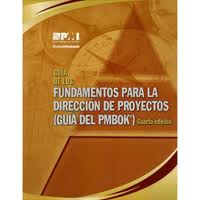 PMI
GUÍA
DE LOS
FUNDAMENTOS PARA LA
DIRECCIÓN DE PROYECTOS
(GUÍA DEL PMBOK®) Cuarta edición